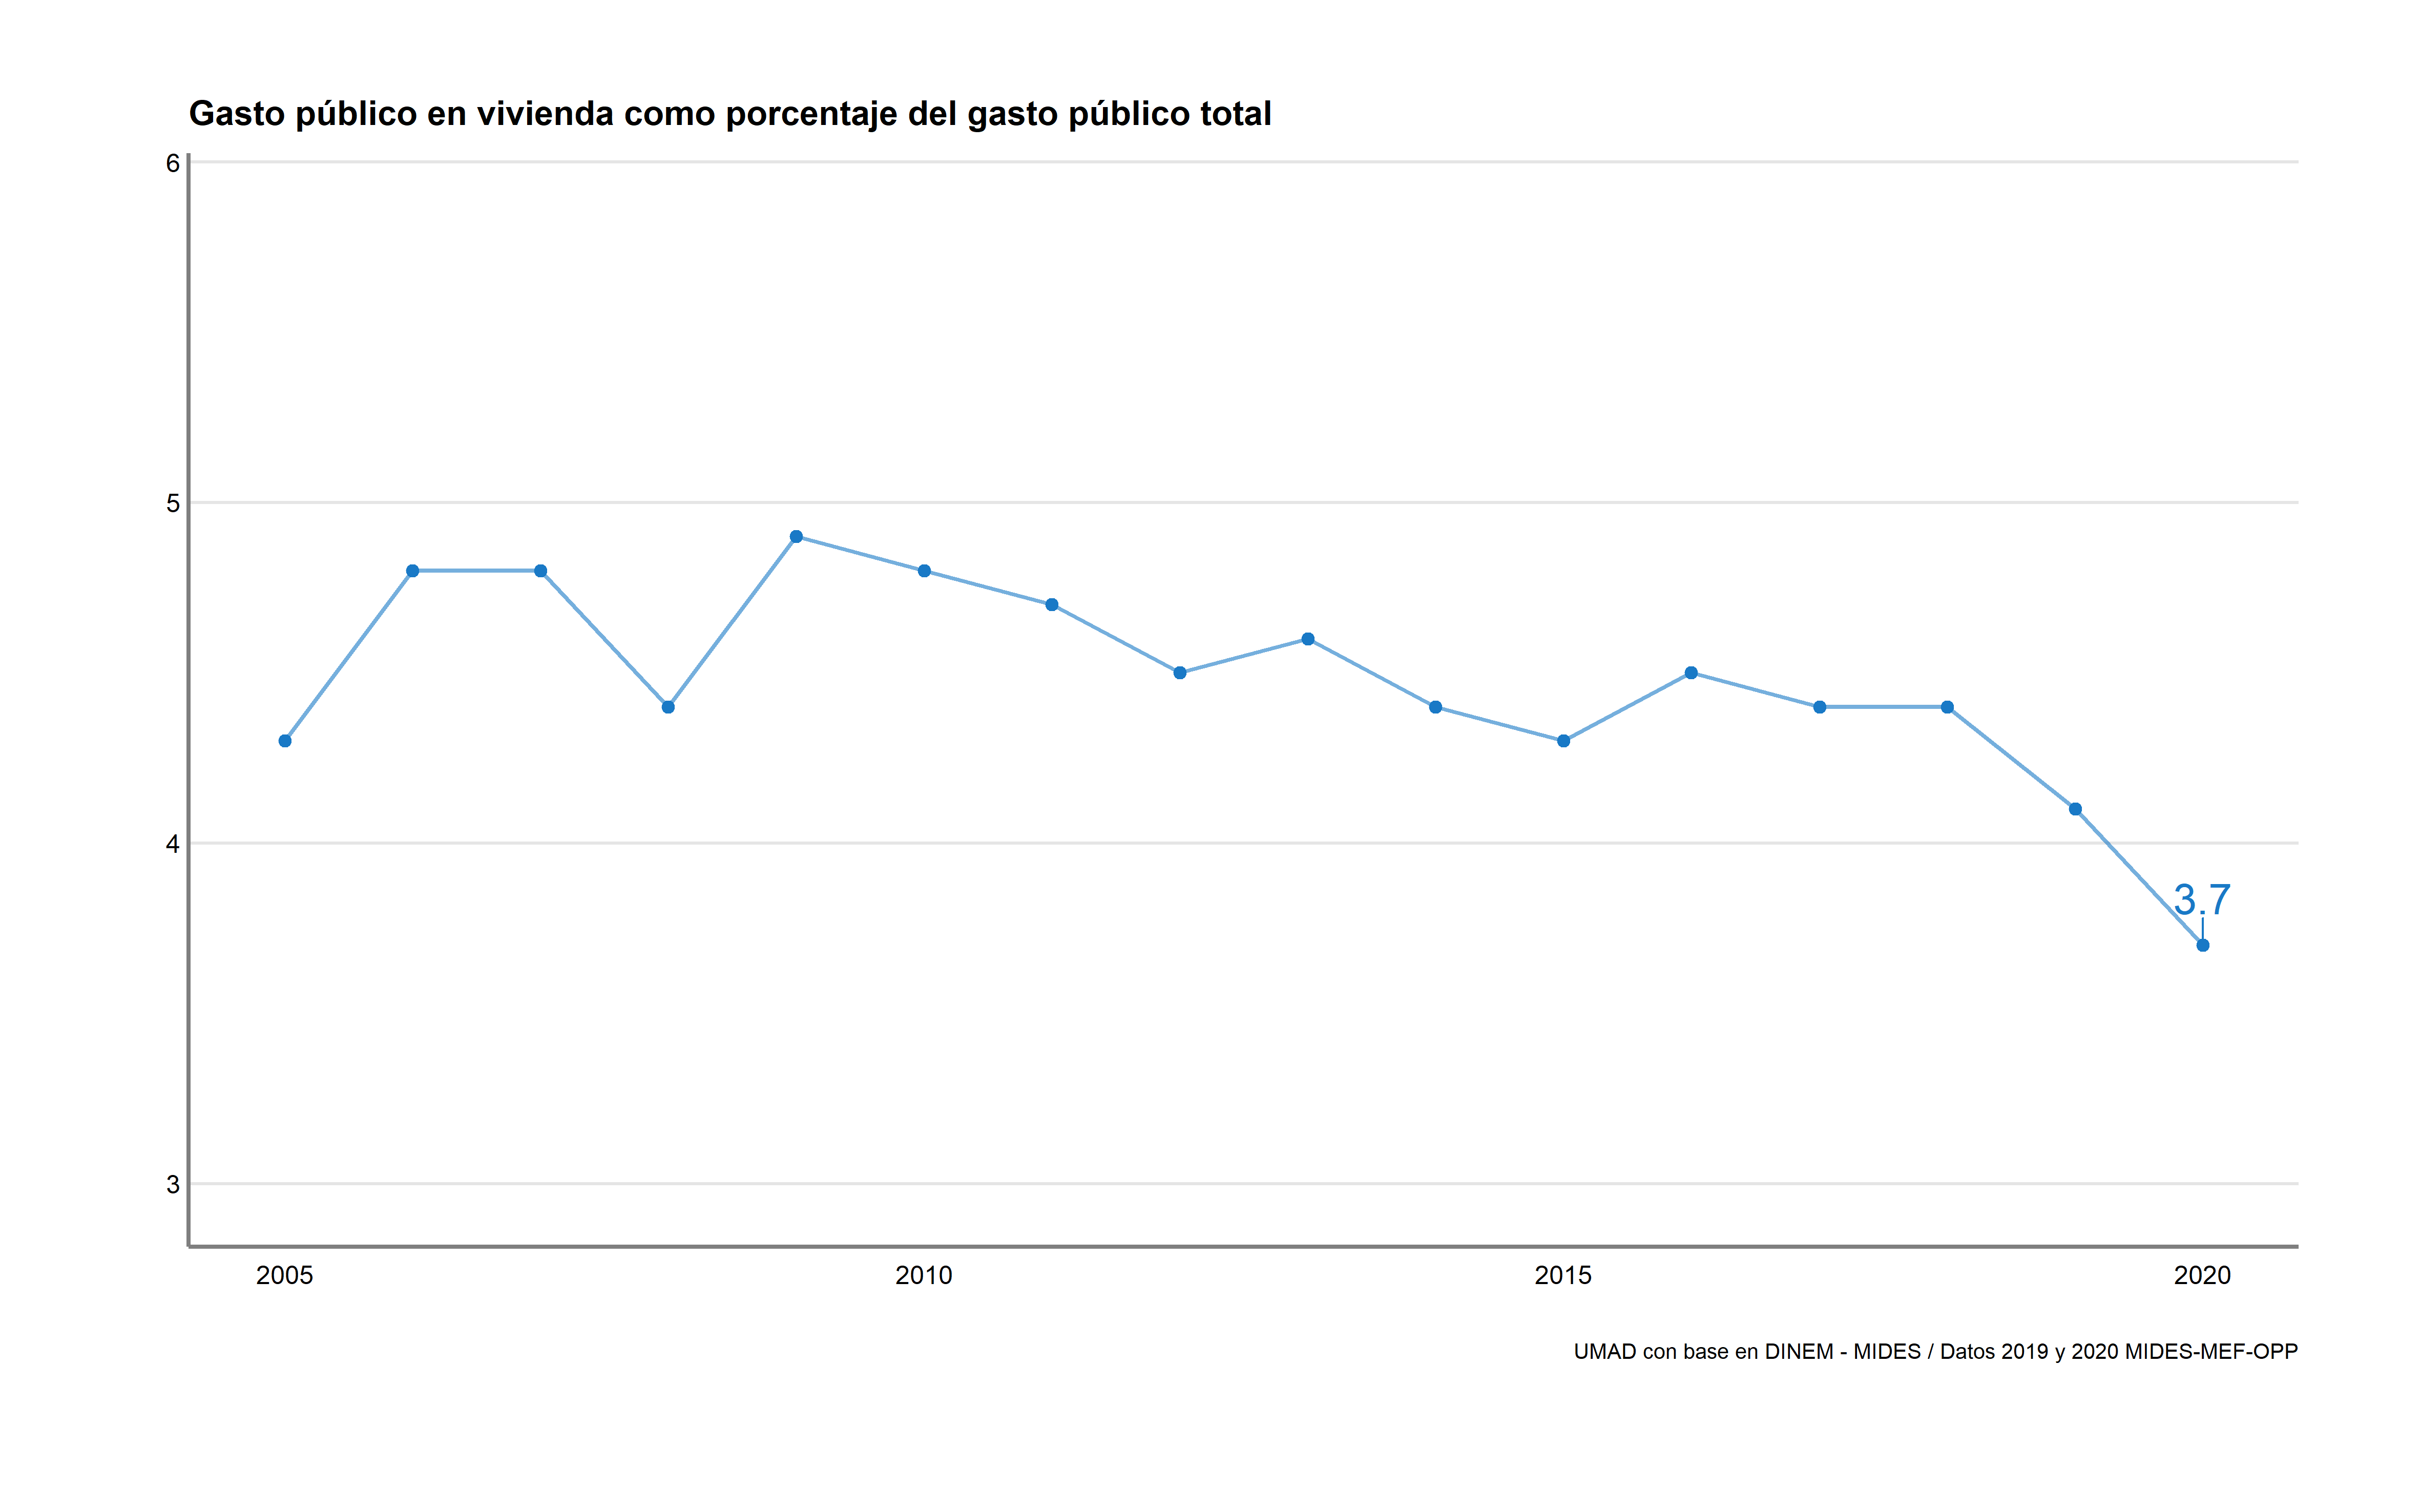 Gasto público en vivienda como porcentaje del gasto público total
6
5
4
3.7
3
2005 2010 2015 2020
UMAD con base en DINEM - MIDES / Datos 2019 y 2020 MIDES-MEF-OPP